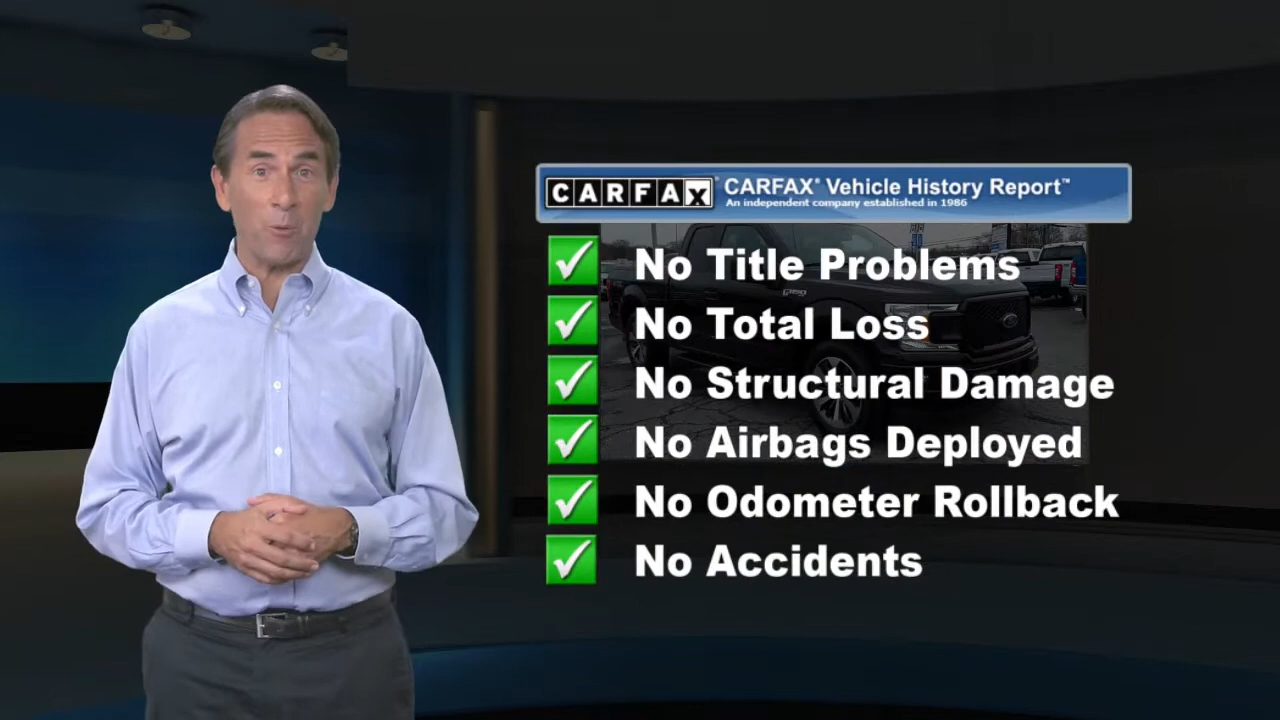 CARFAX
CARFAX® Vehicle History Report™
An independent company established in 1986
No Title Problems
No Total Loss
No Structural Damage
No Airbags Deployed
No Odometer Rollback
No Accidents